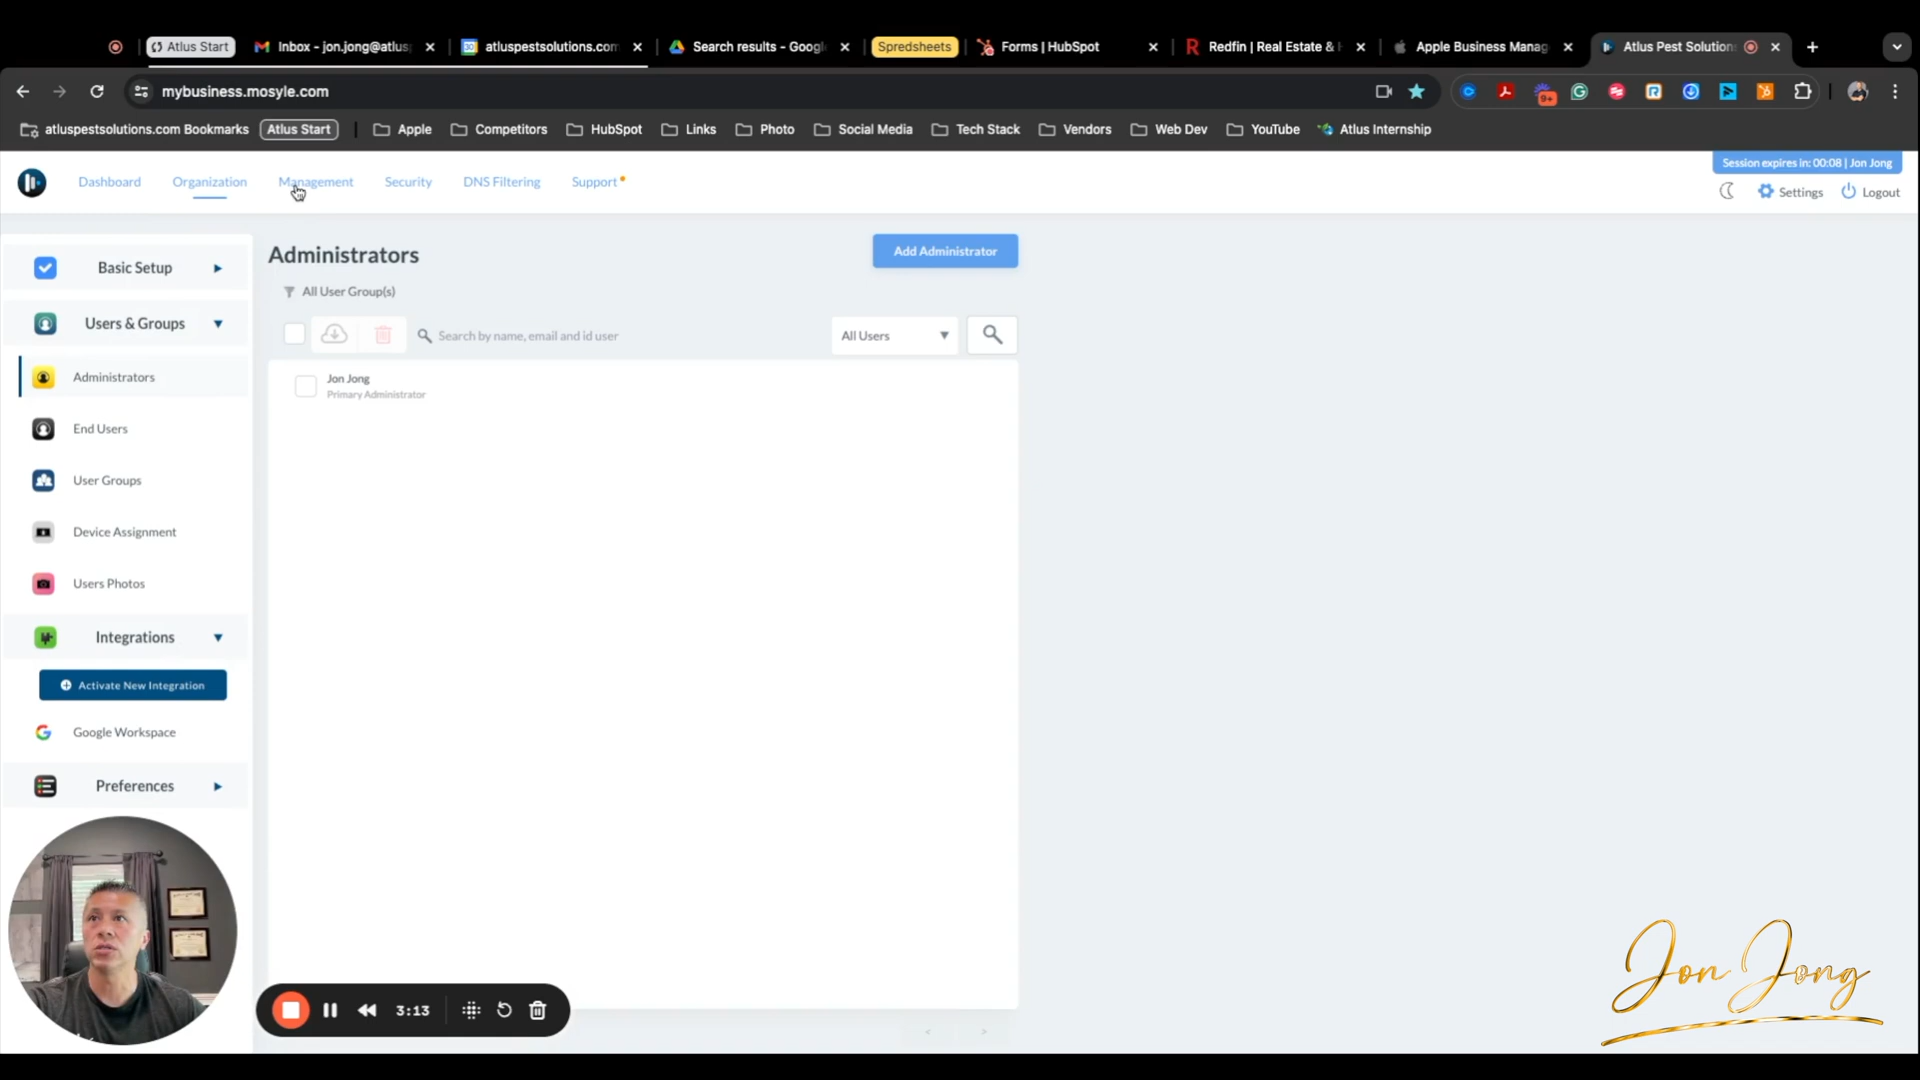 Atlus Start
Inbox - jon.jong@atlus
atluspestsolutions.com
Search results - Google
Spredsheets
Forms | HubSpot
Redfin | Real Estate &
Apple Business Manag
Atlus Pest Solution
mybusiness.mosyle.com
9+
atluspestsolutions.com Bookmarks
Atlus Start
Apple
Competitors
HubSpot
Links
Photo
Social Media
Tech Stack
Vendors
Web Dev
YouTube
Atlus Internship
Session expires in: 00:08 | Jon Jong
Dashboard
Organization
Management
Security
DNS Filtering
Support
Settings
Logout
Basic Setup
Users & Groups
Administrators
End Users
User Groups
Device Assignment
Users Photos
Integrations
Activate New Integration
Google Workspace
Preferences
Administrators
Add Administrator
All User Group(s)
Search by name, email and id user
All Users
Jon Jong
Primary Administrator
< >
3:13
Jon Jong